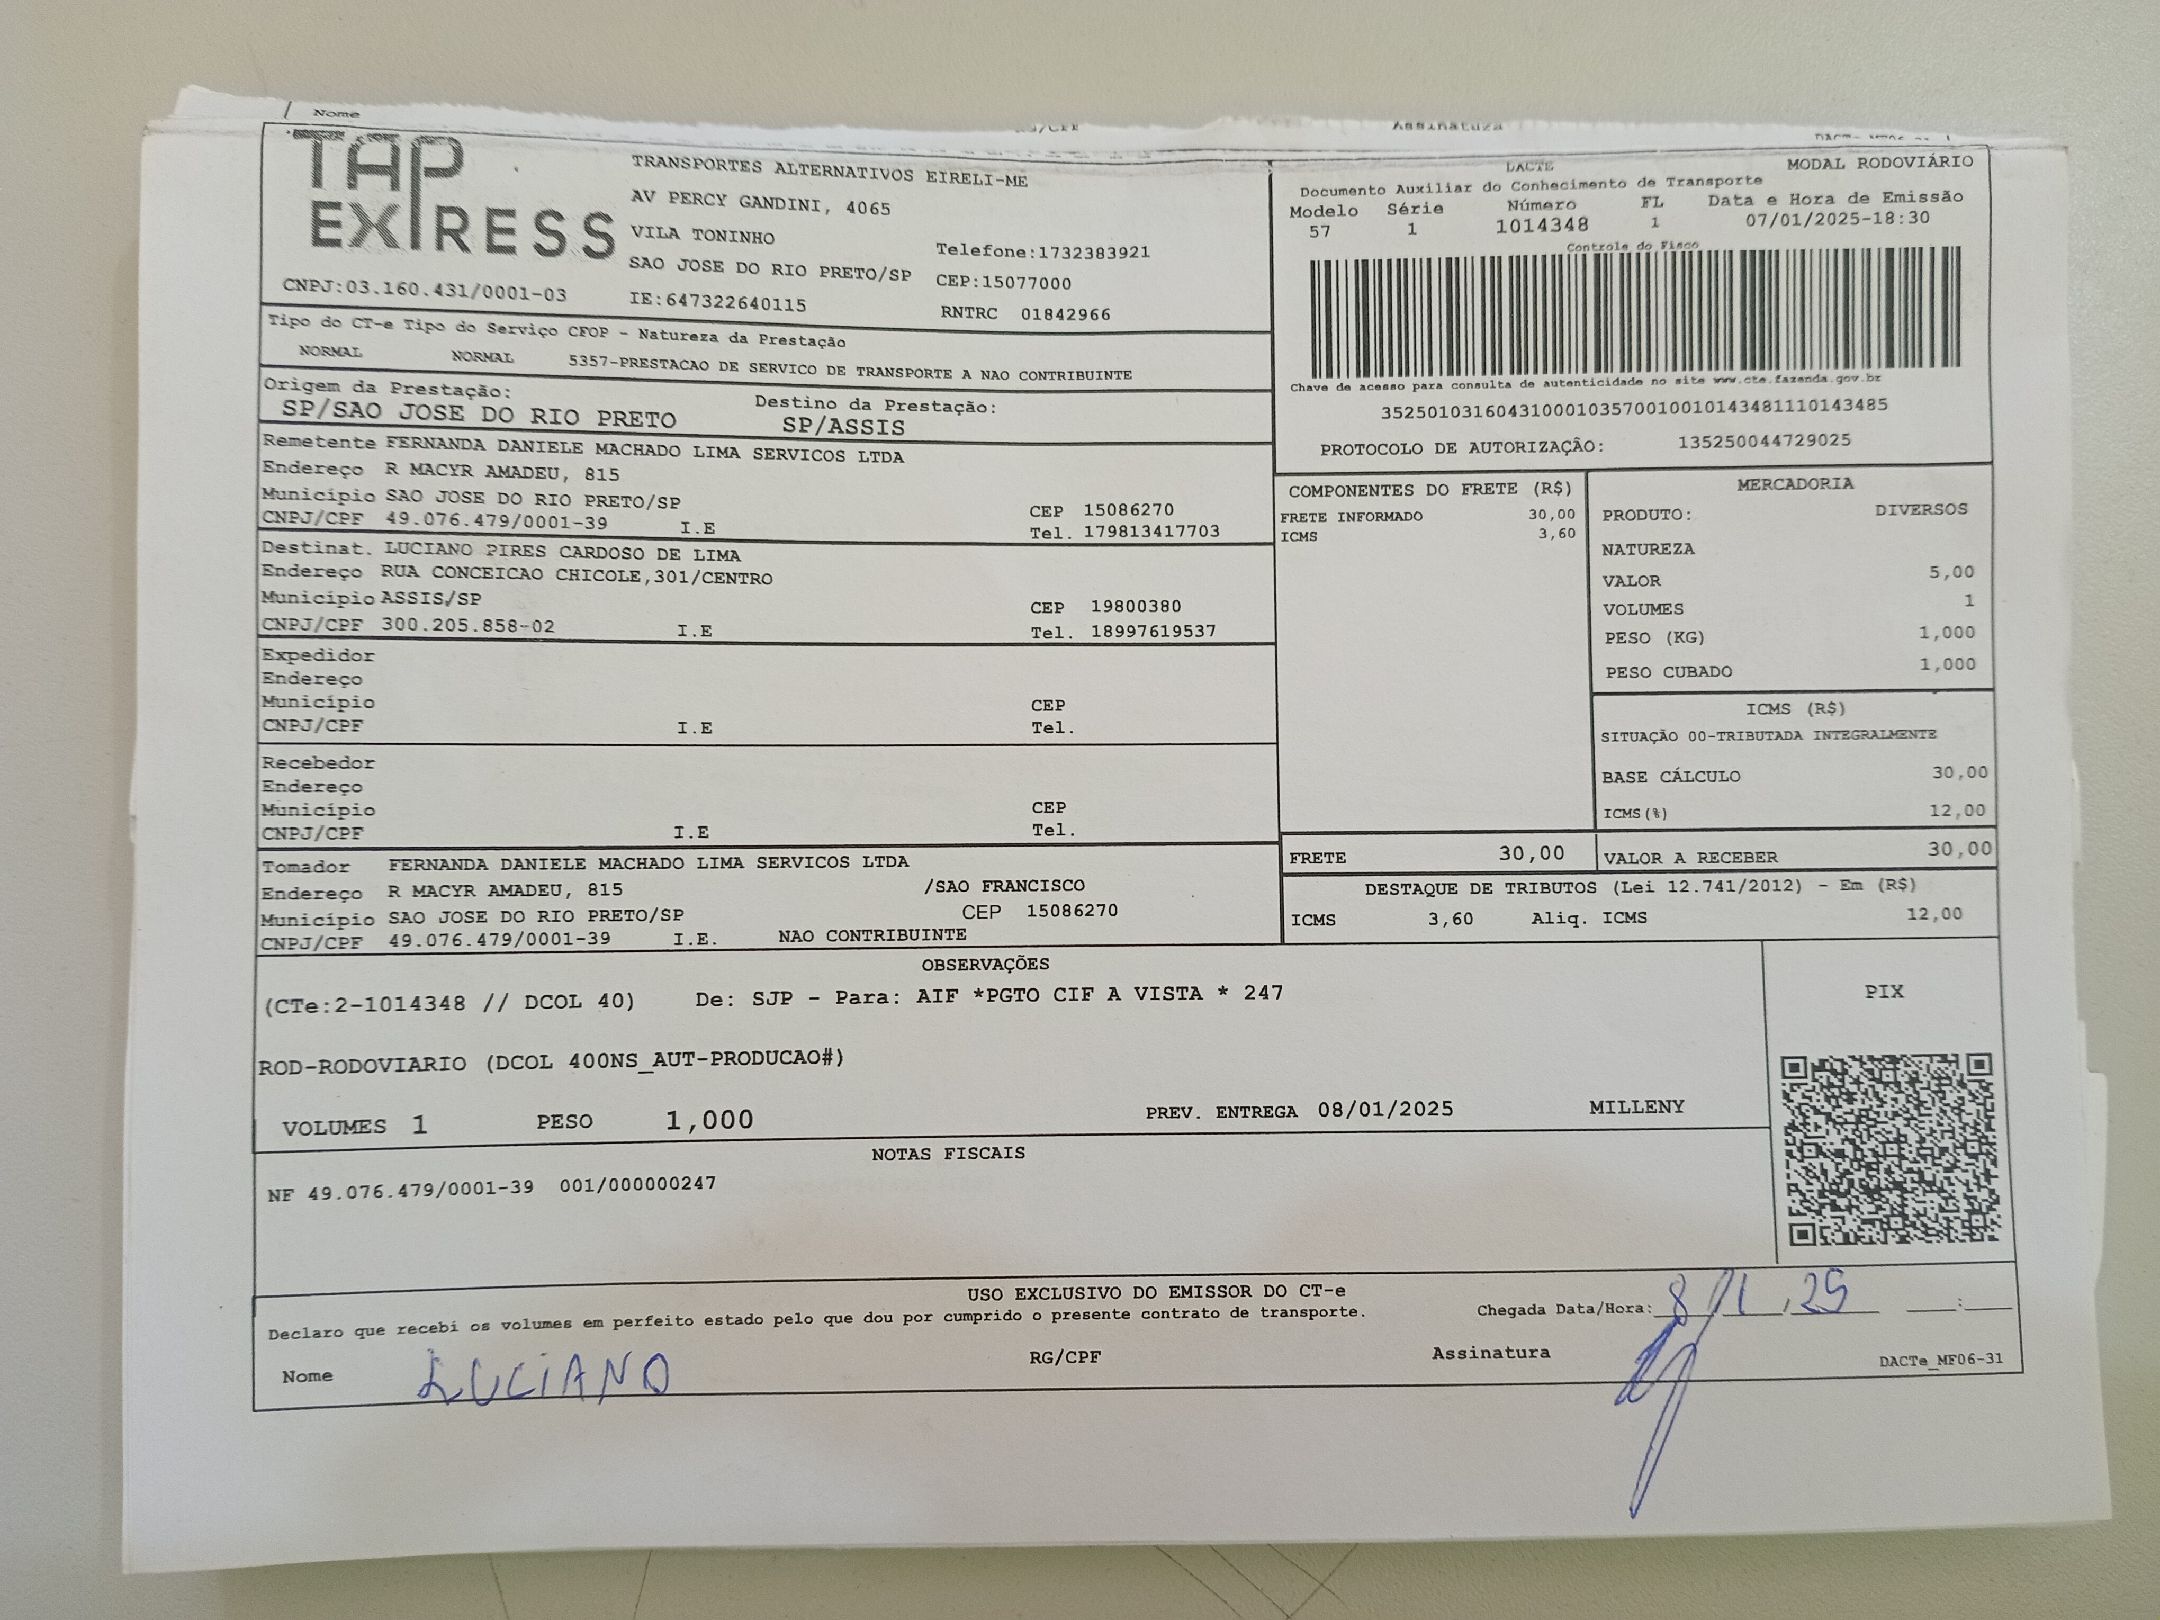 Nome
Assinatura
TAP
EXPRESS
TRANSPORTES ALTERNATIVOS EIRELI-ME
AV PERCY GANDINI, 4065
VILA TONINHO
Telefone:1732383921
SAO JOSE DO RIO PRETO/SP CEP:15077000
CNPJ:03.160.431/0001-03 IE:647322640115 RNTRC 01842966
DACTE MODAL RODOVIÁRIO
Documento Auxiliar do Conhecimento de Transporte
Modelo Série Número FL Data e Hora de Emissão
57 1 1014348 1 07/01/2025-18:30
Controle do Fisco
Chave de acesso para consulta de autenticidade no site www.cte.fazenda.gov.br
35250103160431000103570010010143481110143485
PROTOCOLO DE AUTORIZAÇÃO: 135250044729025
Tipo do CT-e Tipo do Serviço CFOP - Natureza da Prestação
NORMAL NORMAL 5357-PRESTACAO DE SERVICO DE TRANSPORTE A NAO CONTRIBUINTE
Origem da Prestação: Destino da Prestação:
SP/SAO JOSE DO RIO PRETO SP/ASSIS
Remetente FERNANDA DANIELE MACHADO LIMA SERVICOS LTDA
Endereço R MACYR AMADEU, 815
Município SAO JOSE DO RIO PRETO/SP CEP 15086270
CNPJ/CPF 49.076.479/0001-39 I.E Tel. 179813417703
Destinat. LUCIANO PIRES CARDOSO DE LIMA
Endereço RUA CONCEICAO CHICOLE,301/CENTRO
Município ASSIS/SP CEP 19800380
CNPJ/CPF 300.205.858-02 I.E Tel. 18997619537
Expedidor
Endereço
Município CEP
CNPJ/CPF I.E Tel.
Recebedor
Endereço
Município CEP
CNPJ/CPF I.E Tel.
Tomador FERNANDA DANIELE MACHADO LIMA SERVICOS LTDA
Endereço R MACYR AMADEU, 815 /SAO FRANCISCO
Município SAO JOSE DO RIO PRETO/SP CEP 15086270
CNPJ/CPF 49.076.479/0001-39 I.E. NAO CONTRIBUINTE
COMPONENTES DO FRETE (R$)
FRETE INFORMADO 30,00
ICMS 3,60
MERCADORIA
PRODUTO: DIVERSOS
NATUREZA
VALOR 5,00
VOLUMES 1
PESO (KG) 1,000
PESO CUBADO 1,000
ICMS (R$)
SITUAÇÃO 00-TRIBUTADA INTEGRALMENTE
BASE CÁLCULO 30,00
ICMS(%) 12,00
FRETE 30,00 VALOR A RECEBER 30,00
DESTAQUE DE TRIBUTOS (Lei 12.741/2012) - Em (R$)
ICMS 3,60 Aliq. ICMS 12,00
OBSERVAÇÕES
(CTe:2-1014348 // DCOL 40) De: SJP - Para: AIF *PGTO CIF A VISTA * 247
ROD-RODOVIARIO (DCOL 400NS_AUT-PRODUCAO#)
VOLUMES 1 PESO 1,000 PREV. ENTREGA 08/01/2025 MILLENY
PIX
NOTAS FISCAIS
NF 49.076.479/0001-39 001/000000247
USO EXCLUSIVO DO EMISSOR DO CT-e
Declaro que recebi os volumes em perfeito estado pelo que dou por cumprido o presente contrato de transporte. Chegada Data/Hora: 8/1/25 __:__
Nome LUCIANO RG/CPF Assinatura DACTe_MF06-31